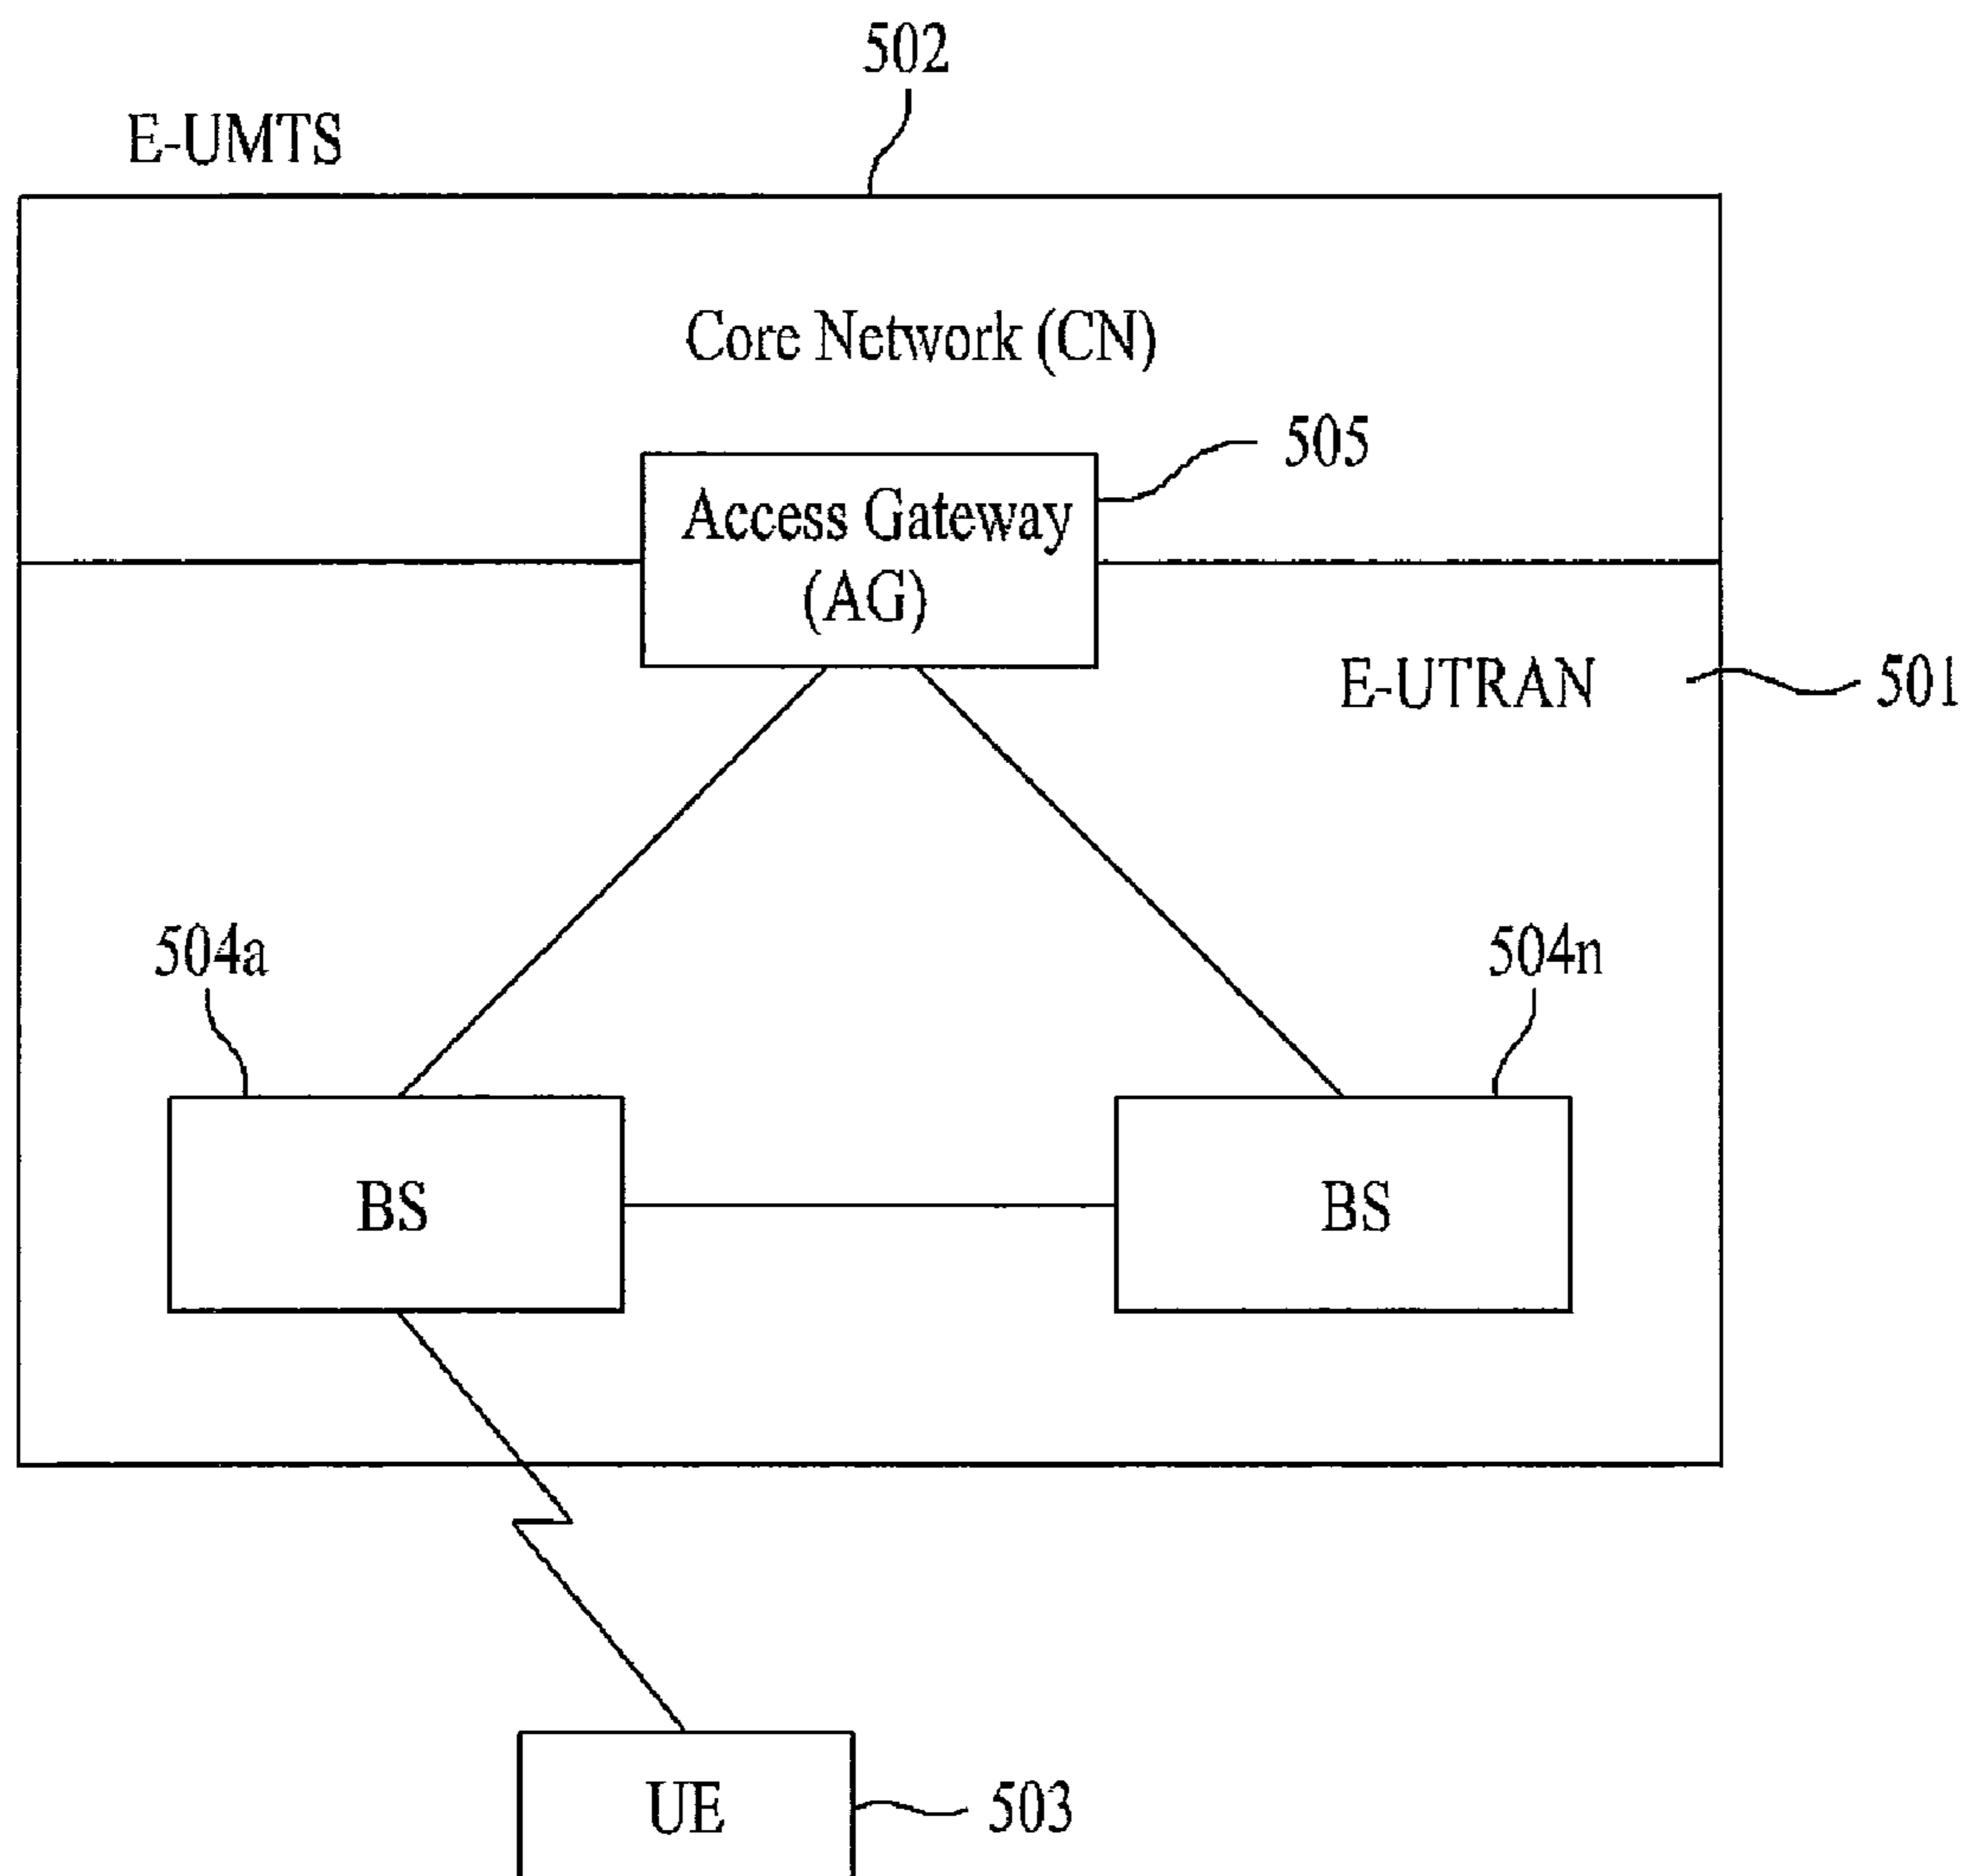 502
E-UMTS
Core Network (CN)
505
Access Gateway
(AG)
E-UTRAN
501
504a
504n
BS
BS
UE
503